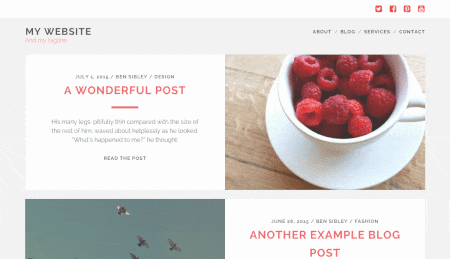 MY WEBSITE
And my tagline
ABOUT / BLOG / SERVICES / CONTACT
JULY 1, 2015 / BEN SIBLEY / DESIGN
A WONDERFUL POST
His many legs, pitifully thin compared with the size of
the rest of him, waved about helplessly as he looked.
"What's happened to me?" he thought.
READ THE POST
JUNE 26, 2015 / BEN SIBLEY / FASHION
ANOTHER EXAMPLE BLOG
POST